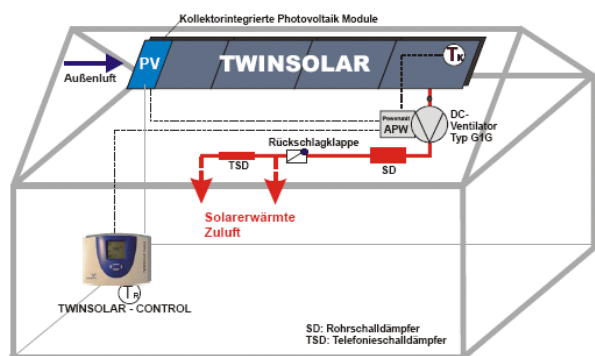 Kollektorintegrierte Photovoltaik Module
Außenluft
PV
TWINSOLAR
TK
Powerunit
APW
DC-
Ventilator
Typ G1G
Rückschlagklappe
TSD
SD
Solarerwärmte
Zuluft
TR
TWINSOLAR - CONTROL
SD: Rohrschalldämpfer
TSD: Telefonieschalldämpfer